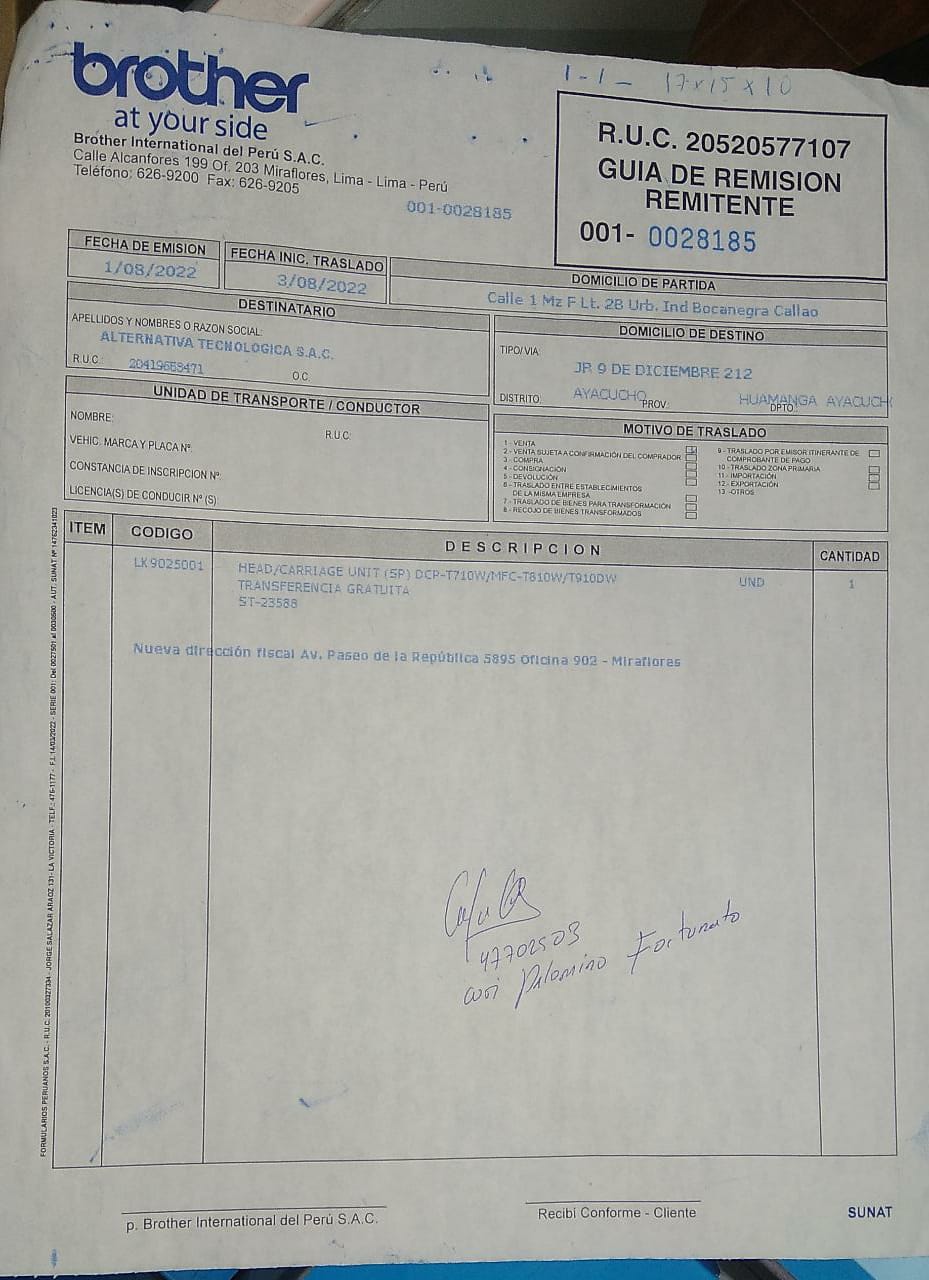 1-1- 17x15x10
brother
at your side
Brother International del Perú S.A.C.
Calle Alcanfores 199 Of. 203 Miraflores, Lima - Lima - Perú
Teléfono: 626-9200 Fax: 626-9205
001-0028185
R.U.C. 20520577107
GUIA DE REMISION
REMITENTE
001- 0028185
FECHA DE EMISION
1/08/2022
FECHA INIC. TRASLADO
3/08/2022
DOMICILIO DE PARTIDA
Calle 1 Mz F Lt. 2B Urb. Ind Bocanegra Callao
DESTINATARIO
APELLIDOS Y NOMBRES O RAZON SOCIAL:
ALTERNATIVA TECNOLOGICA S.A.C.
R.U.C.: O.C.
DOMICILIO DE DESTINO
TIPO/VIA:
JR 9 DE DICIEMBRE 212
DISTRITO: AYACUCHO PROV.: HUAMANGA DPTO.: AYACUCH
UNIDAD DE TRANSPORTE / CONDUCTOR
NOMBRE: R.U.C:
VEHIC. MARCA Y PLACA Nº:
CONSTANCIA DE INSCRIPCION Nº:
LICENCIA(S) DE CONDUCIR Nº (S):
MOTIVO DE TRASLADO
1 - VENTA
2 - VENTA SUJETA A CONFIRMACIÓN DEL COMPRADOR
3 - COMPRA
4 - CONSIGNACIÓN
5 - DEVOLUCIÓN
6 - TRASLADO ENTRE ESTABLECIMIENTOS
DE LA MISMA EMPRESA
7 - TRASLADO DE BIENES PARA TRANSFORMACIÓN
8 - RECOJO DE BIENES TRANSFORMADOS
9 - TRASLADO POR EMISOR ITINERANTE DE
COMPROBANTE DE PAGO
10 - TRASLADO ZONA PRIMARIA
11 - IMPORTACIÓN
12 - EXPORTACIÓN
13 - OTROS
ITEM CODIGO DESCRIPCION CANTIDAD
LK9025001 HEAD/CARRIAGE UNIT (SP) DCP-T710W/MFC-T810W/T910DW UND 1
TRANSFERENCIA GRATUITA
ST-23588
Nueva dirección fiscal Av. Paseo de la República 5895 Oficina 902 - Miraflores
47702503
Palomino Fortunato
p. Brother International del Perú S.A.C.
Recibí Conforme - Cliente
SUNAT